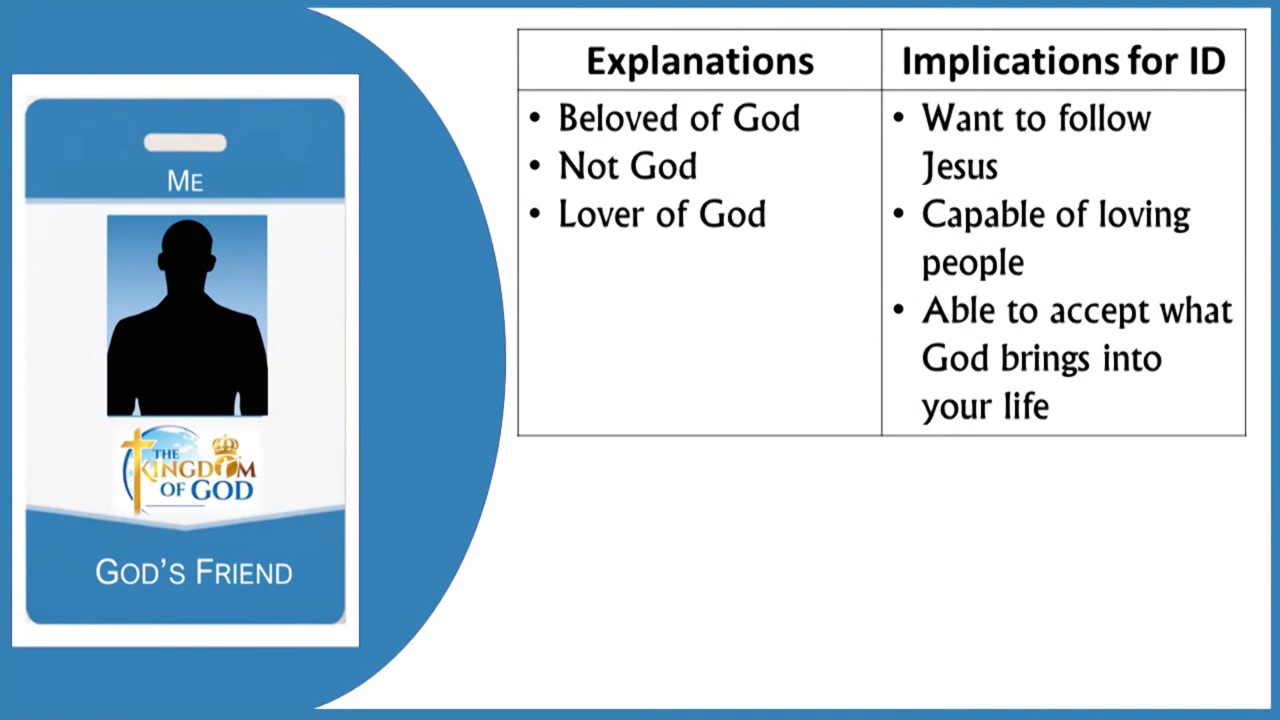 ME
THE
KINGDOM
OF GOD
GOD'S FRIEND
Explanations
• Beloved of God
• Not God
• Lover of God
Implications for ID
• Want to follow
Jesus
• Capable of loving
people
• Able to accept what
God brings into
your life